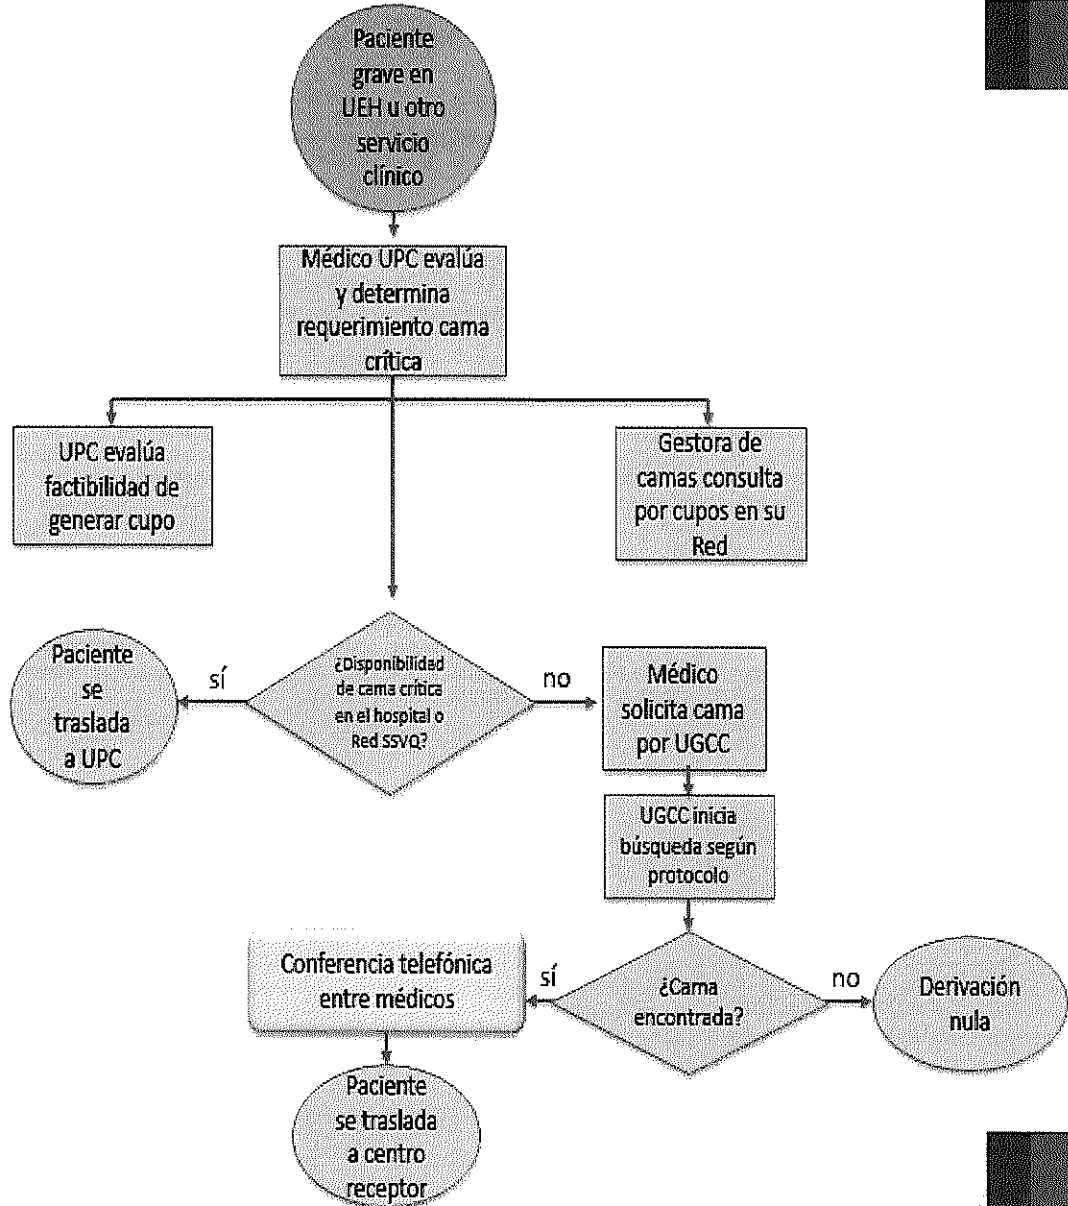 Paciente
grave en
UEH u otro
servicio
clínico
Médico UPC evalúa
y determina
requerimiento cama
crítica
UPC evalúa
factibilidad de
generar cupo
Gestora de
camas consulta
por cupos en su
Red
Paciente
se
traslada
a UPC
sí
¿Disponibilidad
de cama crítica
en el hospital o
Red SSVQ?
no
Médico
solicita cama
por UGCC
UGCC inicia
búsqueda según
protocolo
Conferencia telefónica
entre médicos
sí
¿Cama
encontrada?
no
Derivación
nula
Paciente
se traslada
a centro
receptor